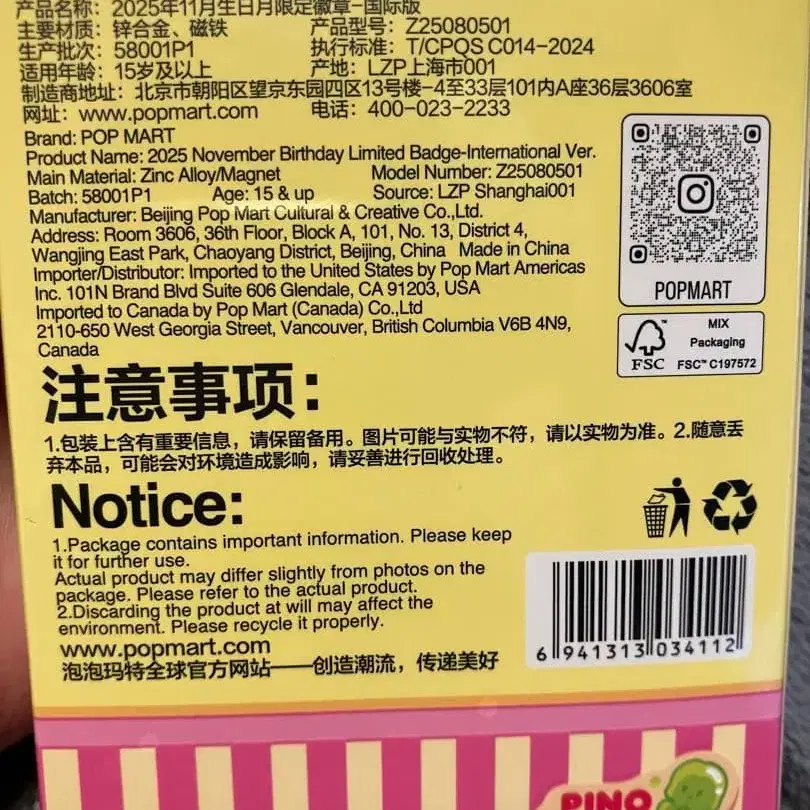 产品名称：2025年11月生日月限定徽章-国际版
主要材质：锌合金、磁铁 产品型号：Z25080501
生产批次：58001P1 执行标准：T/CPQS C014-2024
适用年龄：15岁及以上 产地：LZP上海市001
制造商地址：北京市朝阳区望京东园四区13号楼-4至33层101内A座36层3606室
网址：www.popmart.com 电话：400-023-2233
Brand: POP MART
Product Name: 2025 November Birthday Limited Badge-International Ver.
Main Material: Zinc Alloy/Magnet Model Number: Z25080501
Batch: 58001P1 Age: 15 & up Source: LZP Shanghai001
Manufacturer: Beijing Pop Mart Cultural & Creative Co.,Ltd.
Address: Room 3606, 36th Floor, Block A, 101, No. 13, District 4,
Wangjing East Park, Chaoyang District, Beijing, China Made in China
Importer/Distributor: Imported to the United States by Pop Mart Americas
Inc. 101N Brand Blvd Suite 606 Glendale, CA 91203, USA
Imported to Canada by Pop Mart (Canada) Co.,Ltd
2110-650 West Georgia Street, Vancouver, British Columbia V6B 4N9,
Canada
POPMART
FSC
MIX
Packaging
FSC™ C197572
注意事项：
1.包装上含有重要信息，请保留备用。图片可能与实物不符，请以实物为准。2.随意丢
弃本品，可能会对环境造成影响，请妥善进行回收处理。
Notice:
1.Package contains important information. Please keep
it for further use.
Actual product may differ slightly from photos on the
package. Please refer to the actual product.
2.Discarding the product at will may affect the
environment. Please recycle it properly.
www.popmart.com
泡泡玛特全球官方网站——创造潮流，传递美好
6 941313 034112
PINO